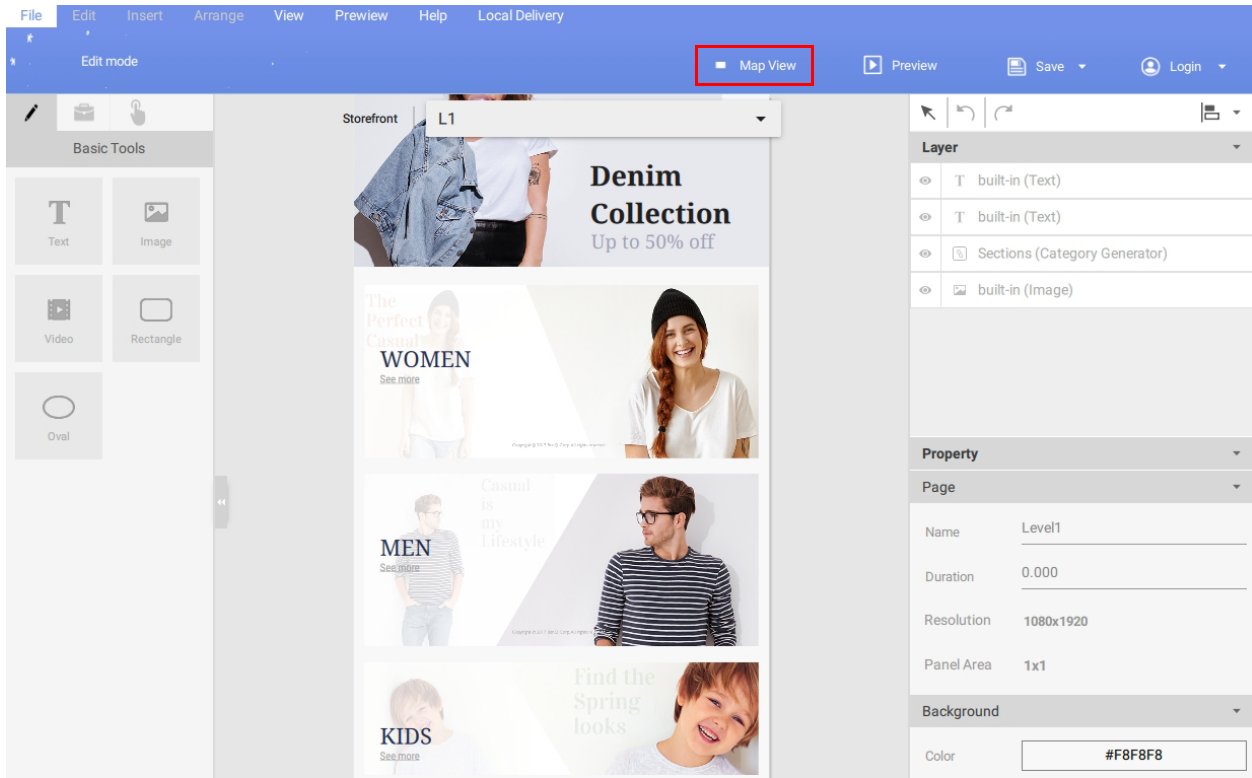 File Edit Insert Arrange View Prewiew Help Local Delivery
Edit mode
Map View
Preview
Save
Login
Basic Tools
Text
Image
Video
Rectangle
Oval
Storefront
L1
Denim
Collection
Up to 50% off
The
Perfect
Casual
WOMEN
See more
Casual
is
my
Lifestyle
MEN
See more
Find the
Spring
looks
KIDS
See more
Layer
T built-in (Text)
T built-in (Text)
Sections (Category Generator)
built-in (Image)
Property
Page
Name Level1
Duration 0.000
Resolution 1080x1920
Panel Area 1x1
Background
Color #F8F8F8